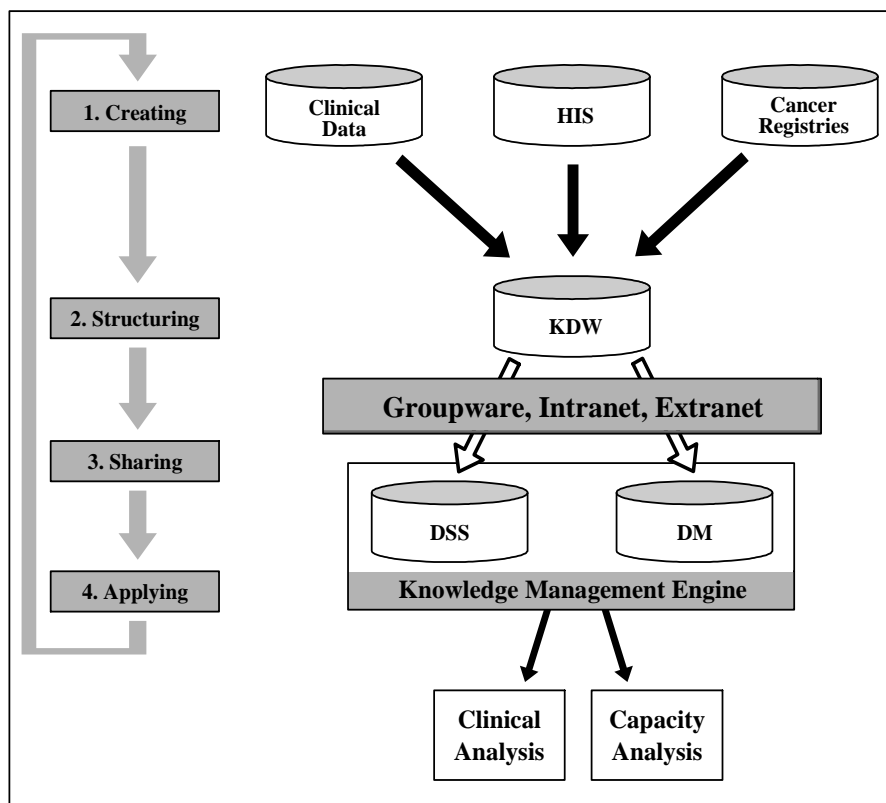 1. Creating
2. Structuring
3. Sharing
4. Applying
Clinical
Data
HIS
Cancer
Registries
KDW
Groupware, Intranet, Extranet
DSS
DM
Knowledge Management Engine
Clinical
Analysis
Capacity
Analysis